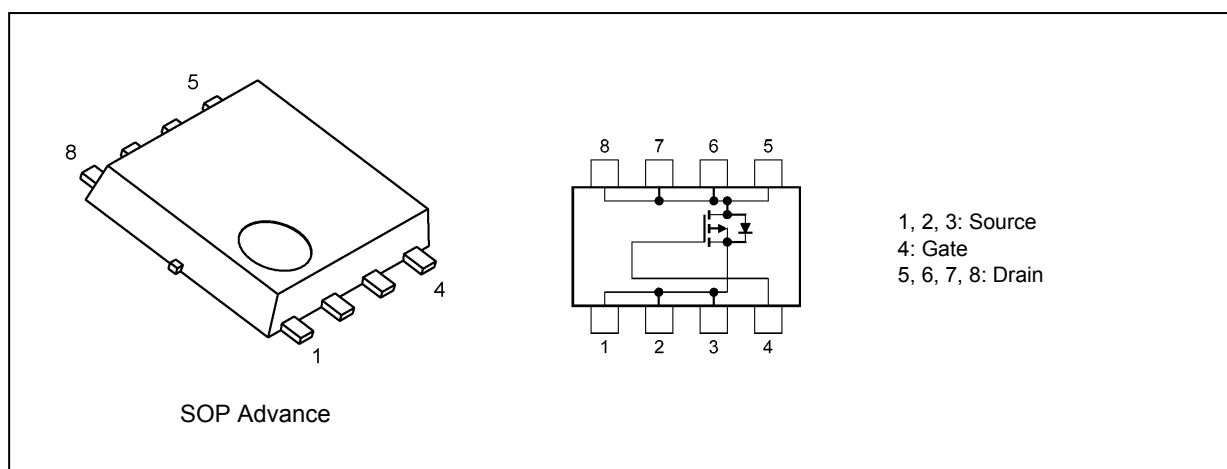 5
8
4
1
SOP Advance
8 7 6 5
1 2 3 4
1, 2, 3: Source
4: Gate
5, 6, 7, 8: Drain